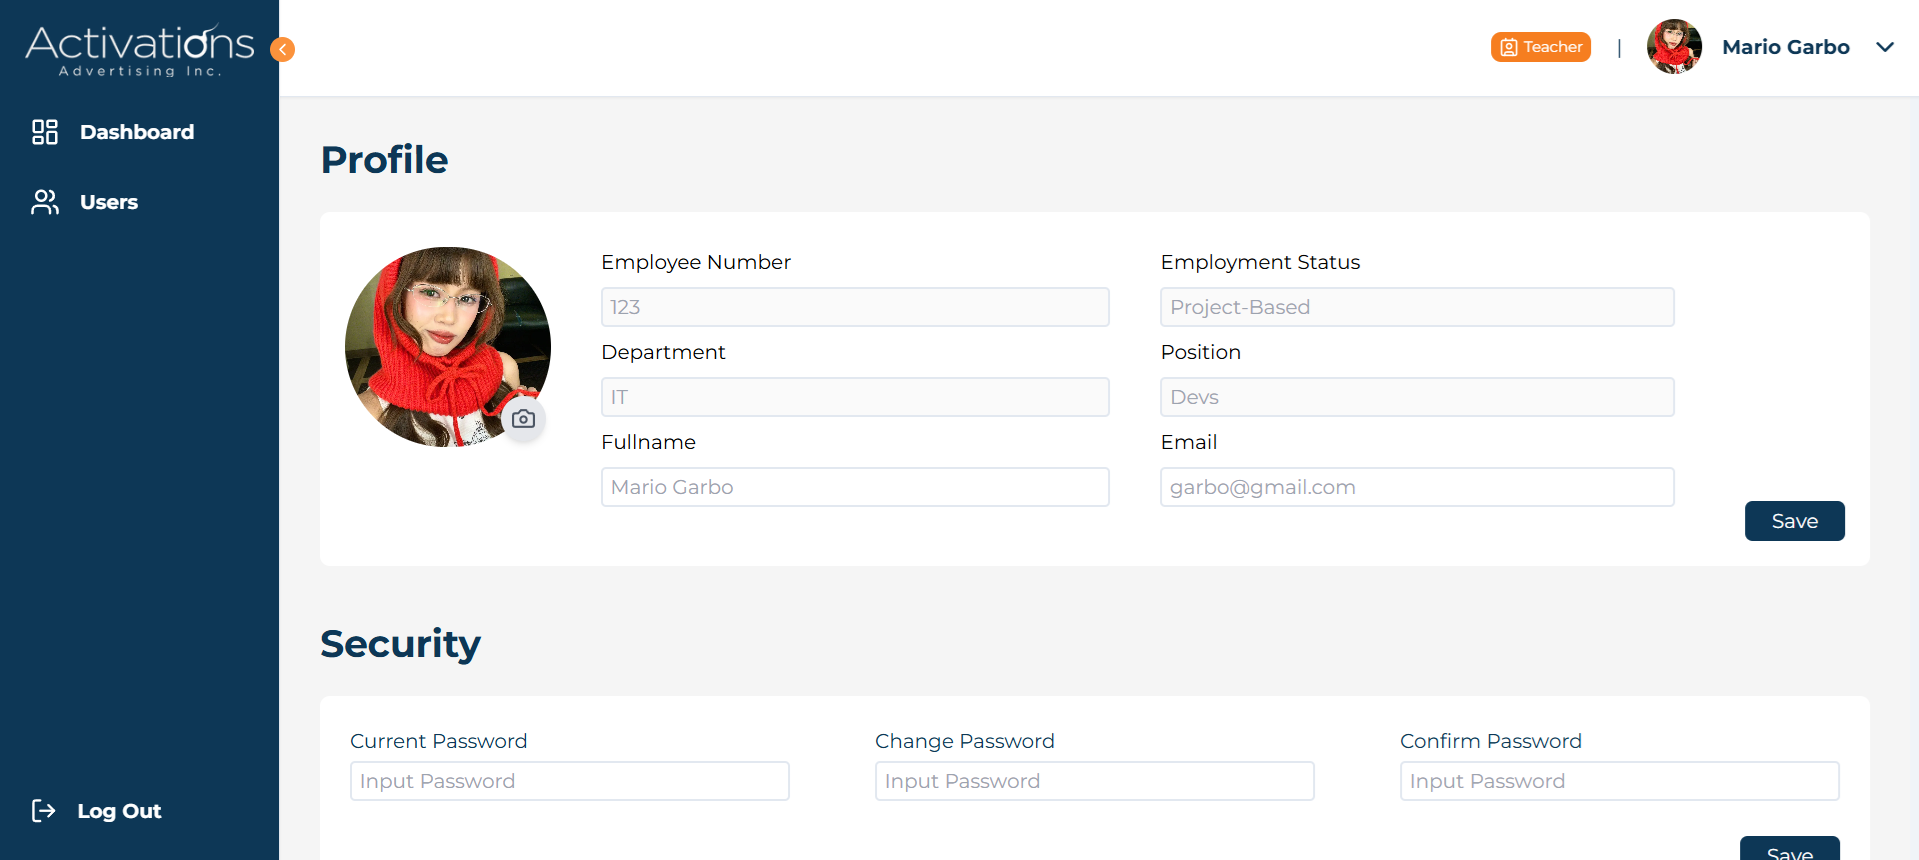 Activations
Advertising Inc.
Teacher
|
Mario Garbo
Dashboard
Users
Log Out
Profile
Employee Number
Employment Status
123
Project-Based
Department
Position
IT
Devs
Fullname
Email
Mario Garbo
garbo@gmail.com
Save
Security
Current Password
Change Password
Confirm Password
Input Password
Input Password
Input Password
Save